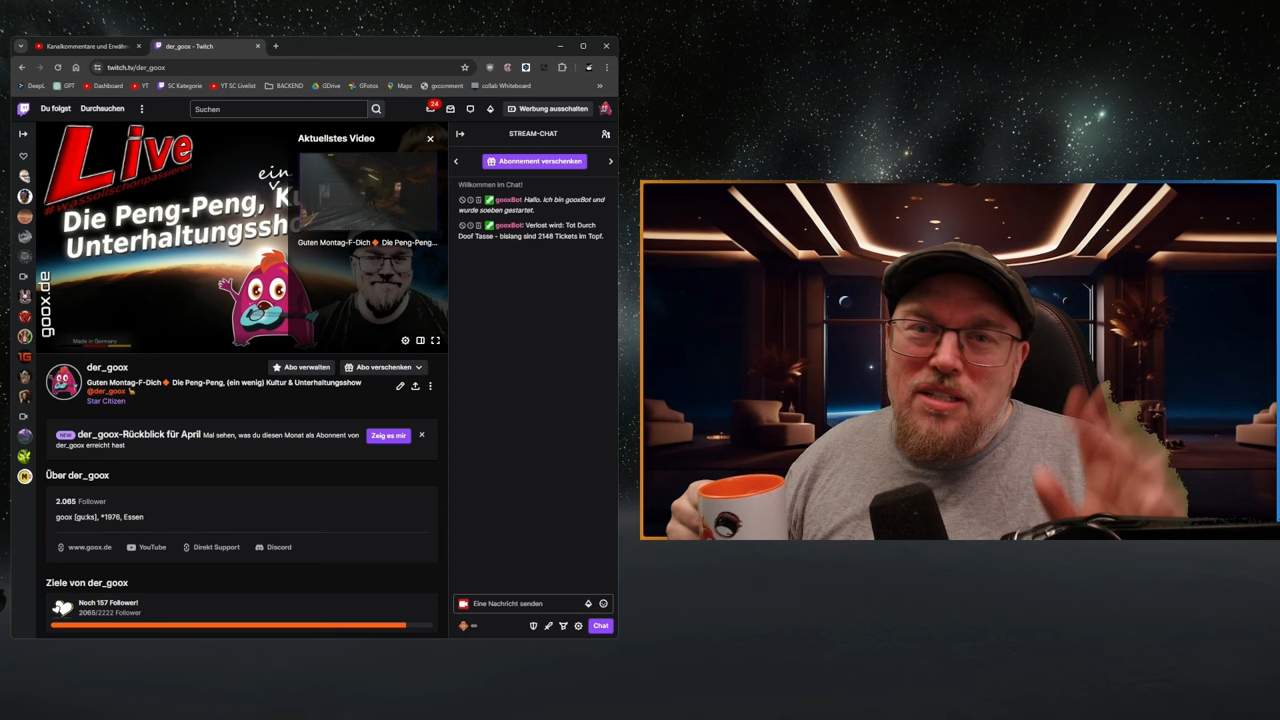 Kanalkommentare und Erwähn
der_goox - Twitch
twitch.tv/der_goox
DeepL
GPT
Dashboard
YT
SC Kategorie
YT SC Livelist
BACKEND
GDrive
GFotos
Maps
gxcomment
collab Whiteboard
Du folgst
Durchsuchen
Suchen
24
Werbung ausschalten
Live
#wassollschonpassieren
ein
Die Peng-Peng, K
Unterhaltungssh
goox.de
Made in Germany
Aktuellstes Video
Guten Montag-F-Dich♦ Die Peng-Peng...
STREAM-CHAT
Abonnement verschenken
Willkommen im Chat!
gooxBot Hallo. Ich bin gooxBot und
wurde soeben gestartet.
gooxBot: Verlost wird: Tot Durch
Doof Tasse - bislang sind 2148 Tickets im Topf.
der_goox
Abo verwalten
Abo verschenken
Guten Montag-F-Dich♦ Die Peng-Peng, (ein wenig) Kultur & Unterhaltungsshow
@der_goox
Star Citizen
NEW der_goox-Rückblick für April Mal sehen, was du diesen Monat als Abonnent von
der_goox erreicht hast
Zeig es mir
Über der_goox
2.065 Follower
goox [gu:ks], *1976, Essen
www.goox.de
YouTube
Direkt Support
Discord
Ziele von der_goox
Noch 157 Follower!
2065/2222 Follower
Eine Nachricht senden
Chat